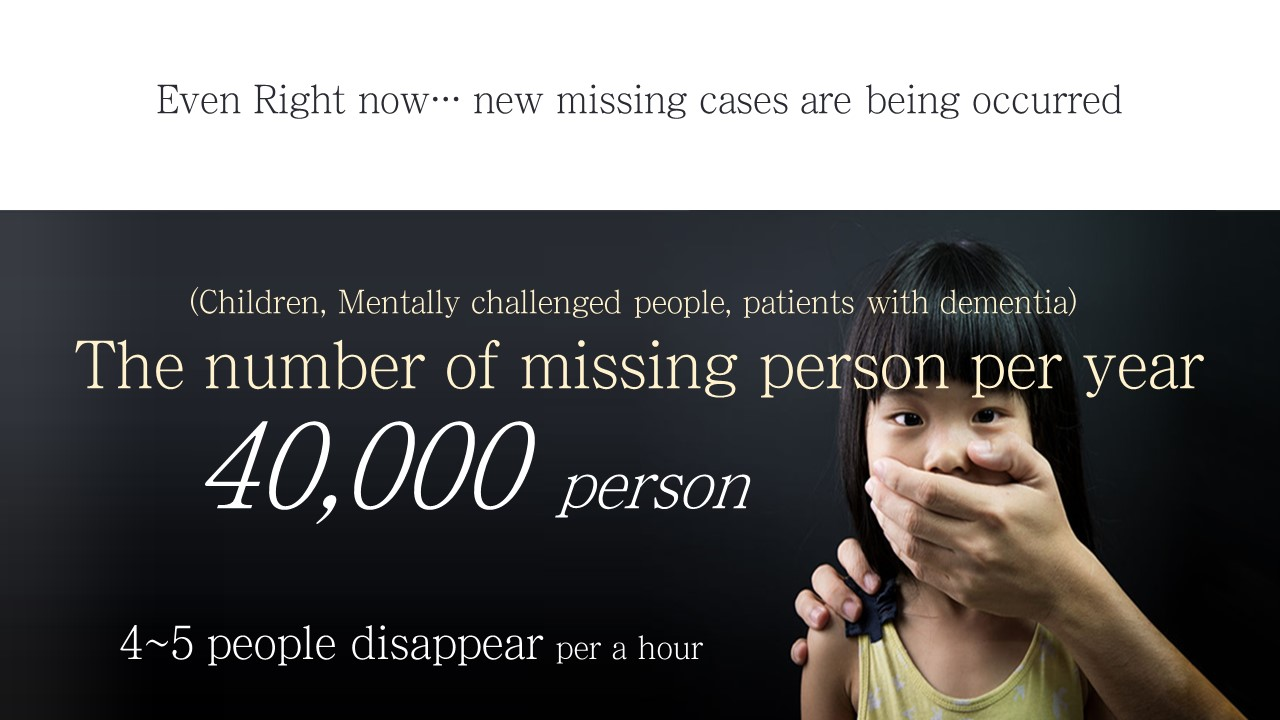 Even Right now… new missing cases are being occurred
(Children, Mentally challenged people, patients with dementia)
The number of missing person per year
40,000 person
4~5 people disappear per a hour